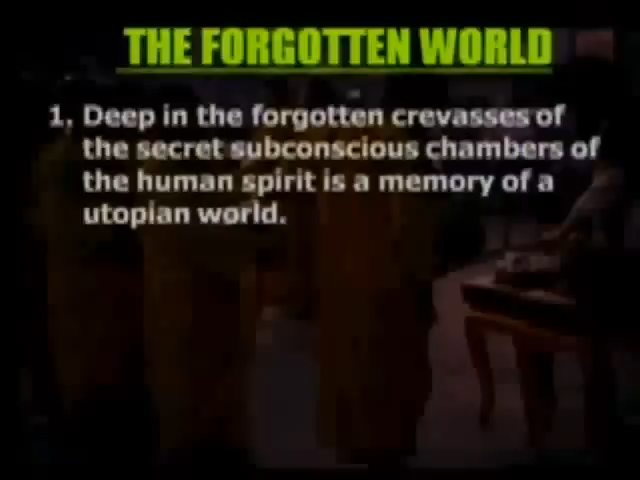 THE FORGOTTEN WORLD
1. Deep in the forgotten crevasses of
the secret subconscious chambers of
the human spirit is a memory of a
utopian world.